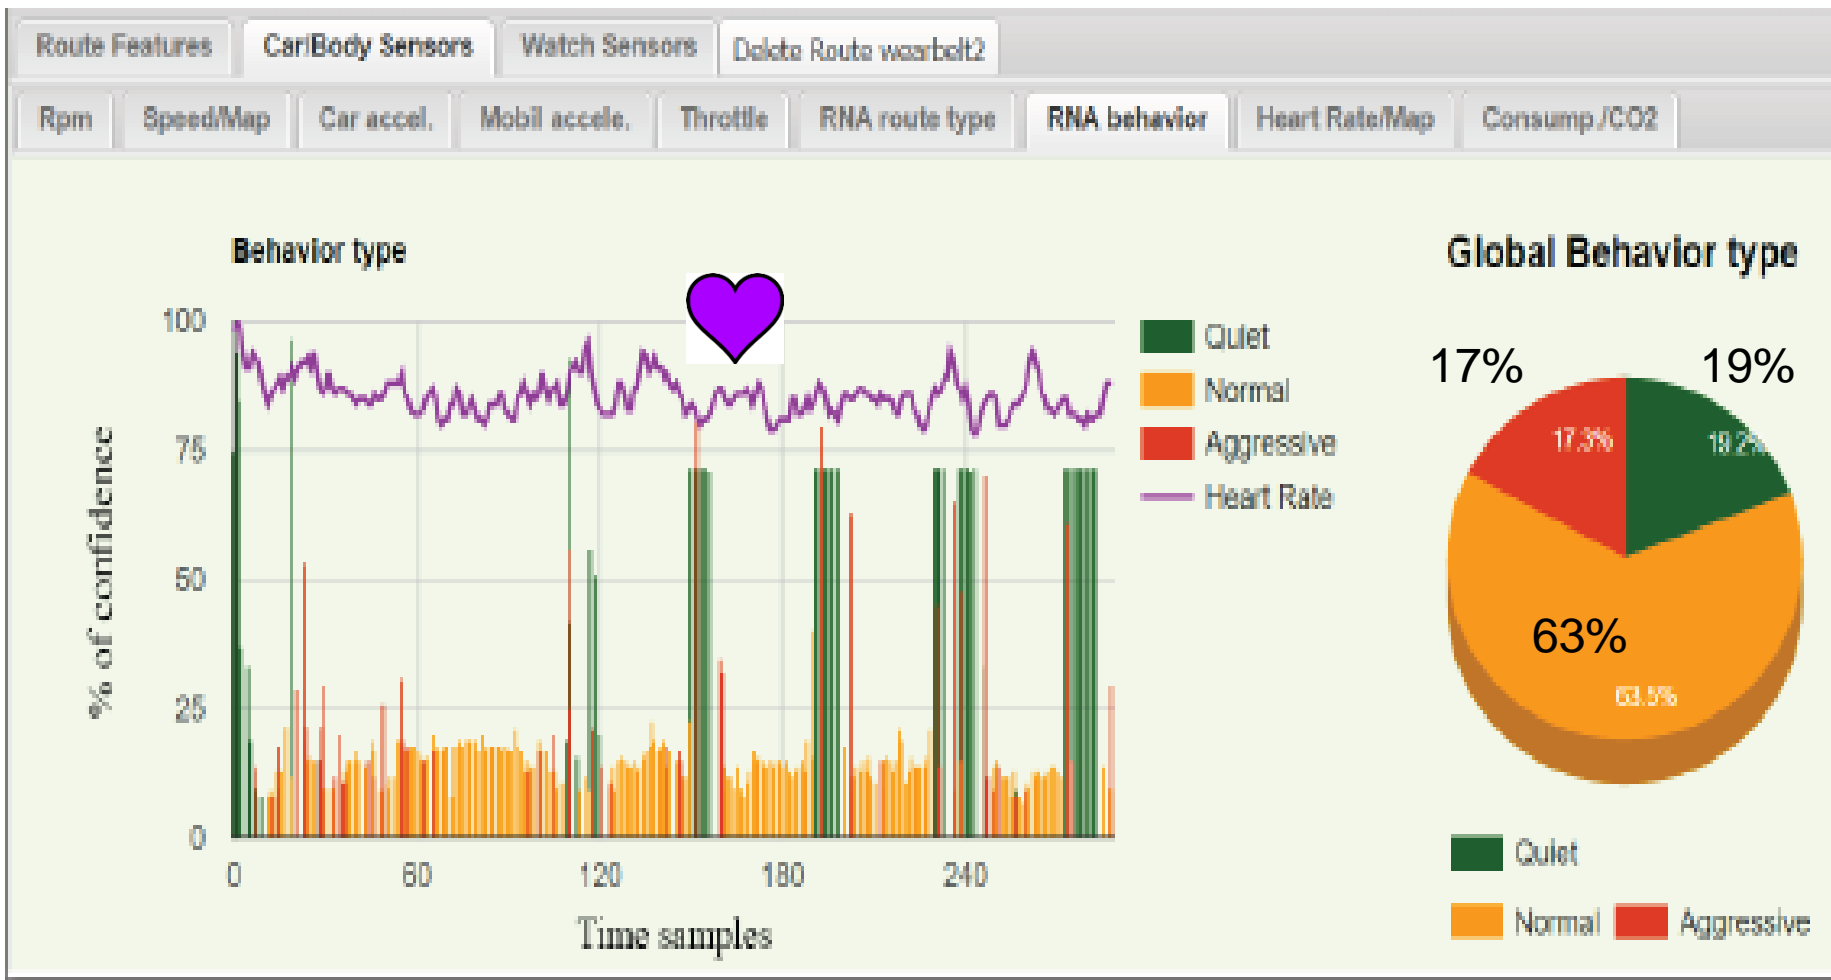 Route Features Car/Body Sensors Watch Sensors Delete Route wearbelt2
Rpm Speed/Map Car accel. Mobil accele. Throttle RNA route type RNA behavior Heart Rate/Map Consump./CO2
Behavior type
100
75
50
25
0
% of confidence
0 60 120 180 240
Time samples
Quiet
Normal
Aggressive
Heart Rate
Global Behavior type
17% 19%
17.3% 19.2%
63%
63.5%
Quiet
Normal Aggressive